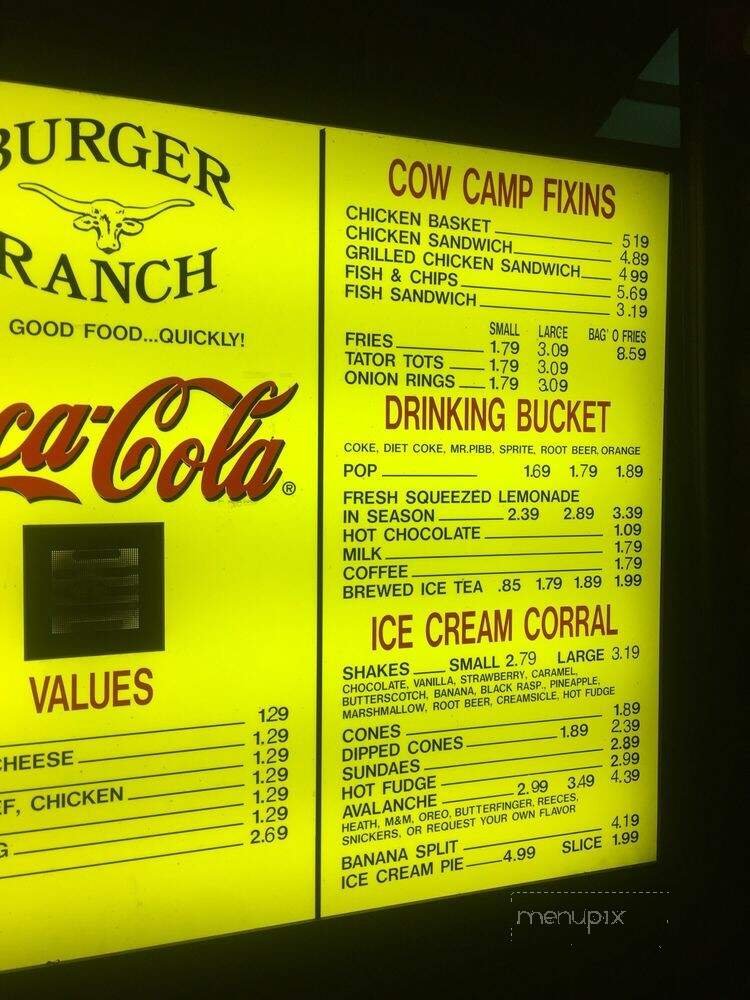 BURGER
RANCH
GOOD FOOD...QUICKLY!
ca-Cola®
VALUES
129
CHEESE 1.29
1.29
EF, CHICKEN 1.29
1.29
G 2.69
COW CAMP FIXINS
CHICKEN BASKET 519
CHICKEN SANDWICH 4.89
GRILLED CHICKEN SANDWICH 4 99
FISH & CHIPS 5.69
FISH SANDWICH 3.19
SMALL LARGE BAG' O FRIES
FRIES 1.79 3.09 8.59
TATOR TOTS 1.79 3.09
ONION RINGS 1.79 309
DRINKING BUCKET
COKE, DIET COKE, MR.PIBB, SPRITE, ROOT BEER, ORANGE
POP 1.69 1.79 1.89
FRESH SQUEEZED LEMONADE
IN SEASON 2.39 2.89 3.39
HOT CHOCOLATE 1.09
MILK 1.79
COFFEE 1.79
BREWED ICE TEA .85 1.79 1.89 1.99
ICE CREAM CORRAL
SHAKES SMALL 2.79 LARGE 3.19
CHOCOLATE, VANILLA, STRAWBERRY, CARAMEL,
BUTTERSCOTCH, BANANA, BLACK RASP., PINEAPPLE,
MARSHMALLOW, ROOT BEER, CREAMSICLE, HOT FUDGE
CONES 1.89
DIPPED CONES 1.89 2.39
SUNDAES 2.89
HOT FUDGE 2.99
AVALANCHE 2.99 3.49 4.39
HEATH, M&M, OREO, BUTTERFINGER, REECES,
SNICKERS, OR REQUEST YOUR OWN FLAVOR
BANANA SPLIT 4.19
ICE CREAM PIE 4.99 SLICE 1.99
menupix